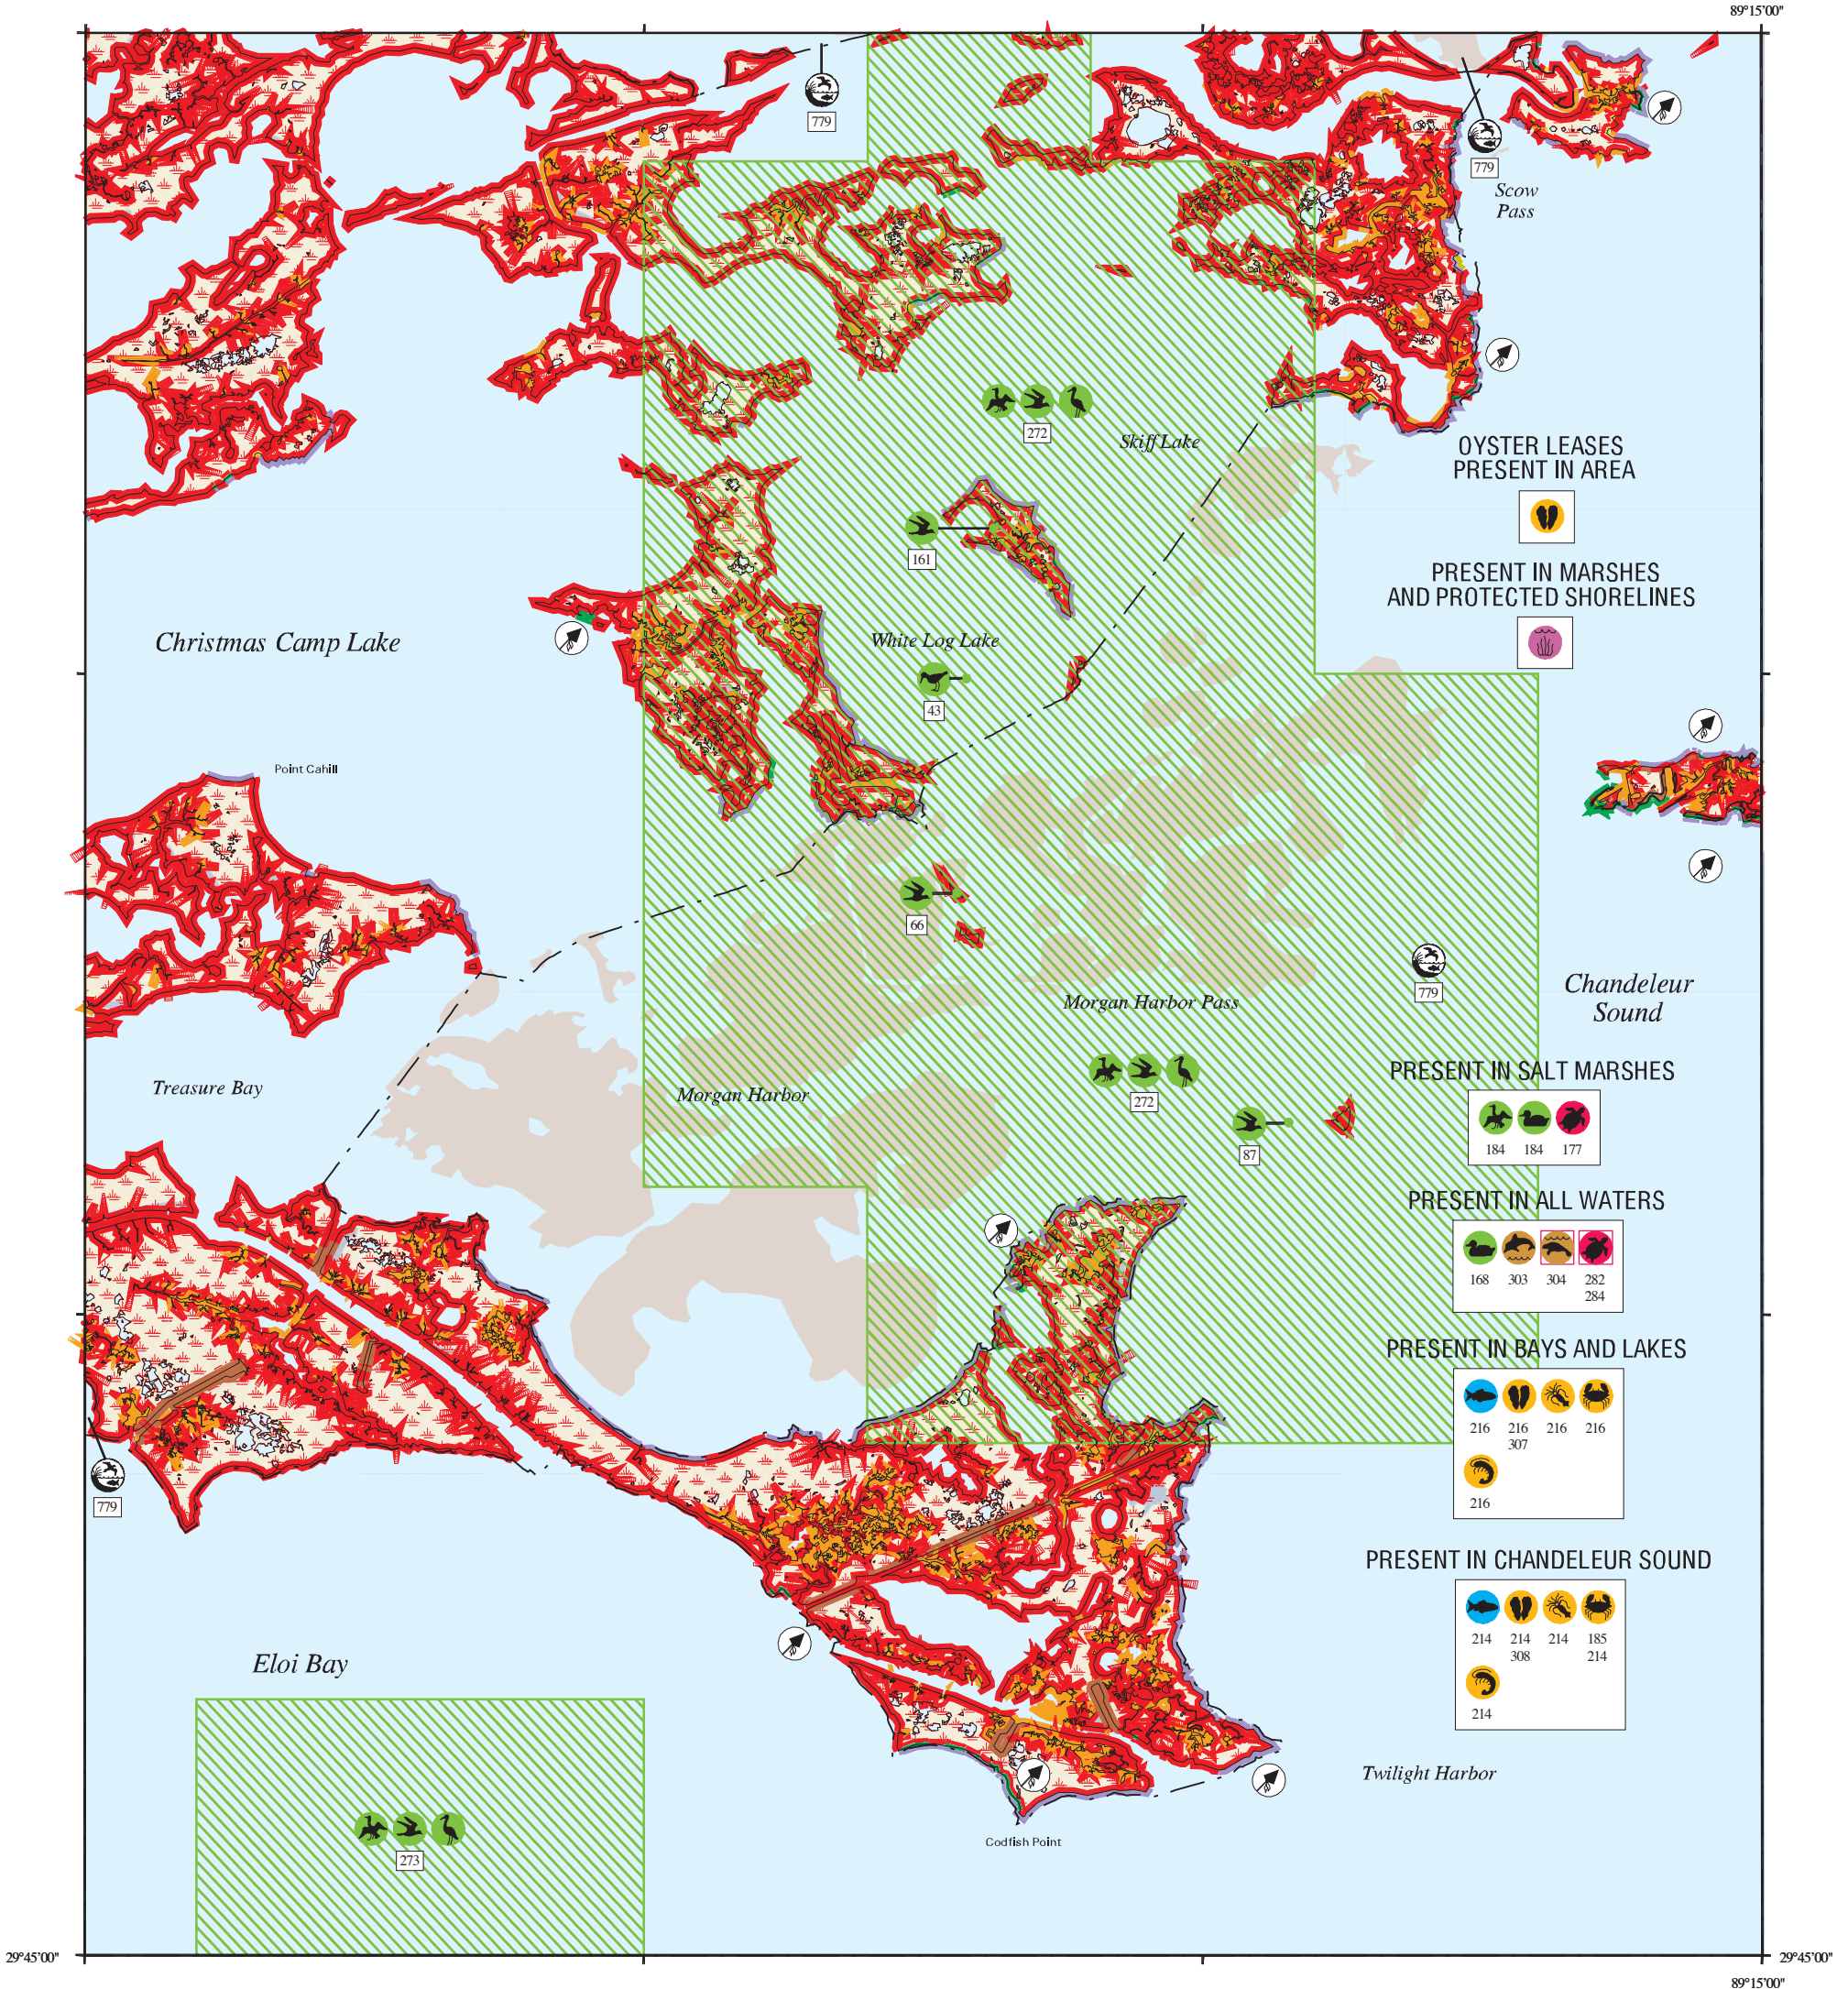 89°15'00"
779
779
Scow
Pass
272
Skiff Lake
OYSTER LEASES
PRESENT IN AREA
161
PRESENT IN MARSHES
AND PROTECTED SHORELINES
Christmas Camp Lake
White Log Lake
43
Point Cahill
66
779
Chandeleur
Sound
Morgan Harbor Pass
Treasure Bay
Morgan Harbor
272
87
PRESENT IN SALT MARSHES
184 184 177
PRESENT IN ALL WATERS
168 303 304 282
284
PRESENT IN BAYS AND LAKES
216 216 216 216
307
216
779
PRESENT IN CHANDELEUR SOUND
214 214 214 185
308 214
214
Eloi Bay
Twilight Harbor
Codfish Point
273
29°45'00"
29°45'00"
89°15'00"